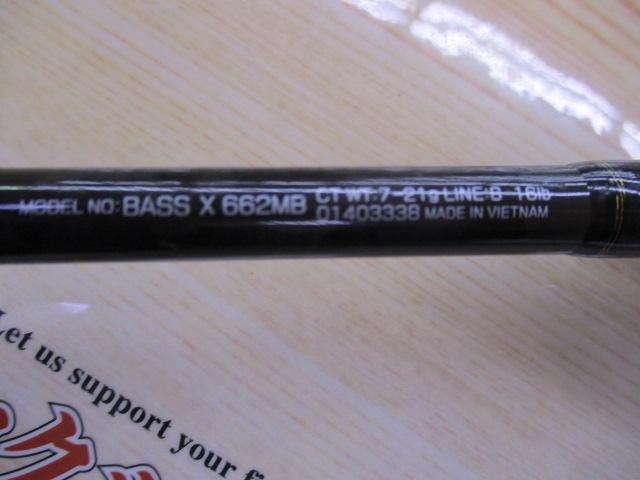 MODEL NO: BASS X 662MB
CT WT:7-21g LINE:8 16lb
01403338 MADE IN VIETNAM
Let us support your